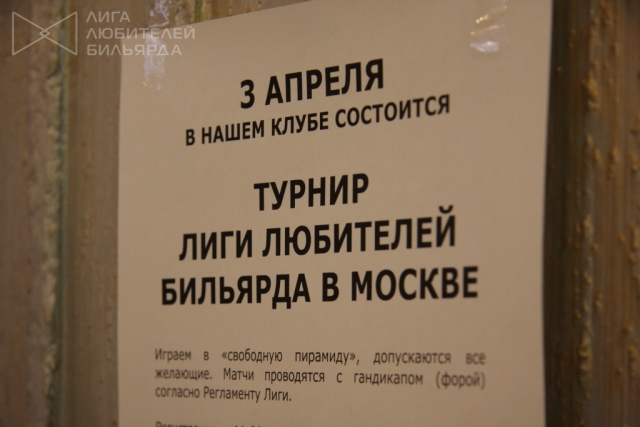 ЛИГА
ЛЮБИТЕЛЕЙ
БИЛЬЯРДА
3 АПРЕЛЯ
В НАШЕМ КЛУБЕ СОСТОИТСЯ
ТУРНИР
ЛИГИ ЛЮБИТЕЛЕЙ
БИЛЬЯРДА В МОСКВЕ
Играем в «свободную пирамиду», допускаются все
желающие. Матчи проводятся с гандикапом (форой)
согласно Регламенту Лиги.